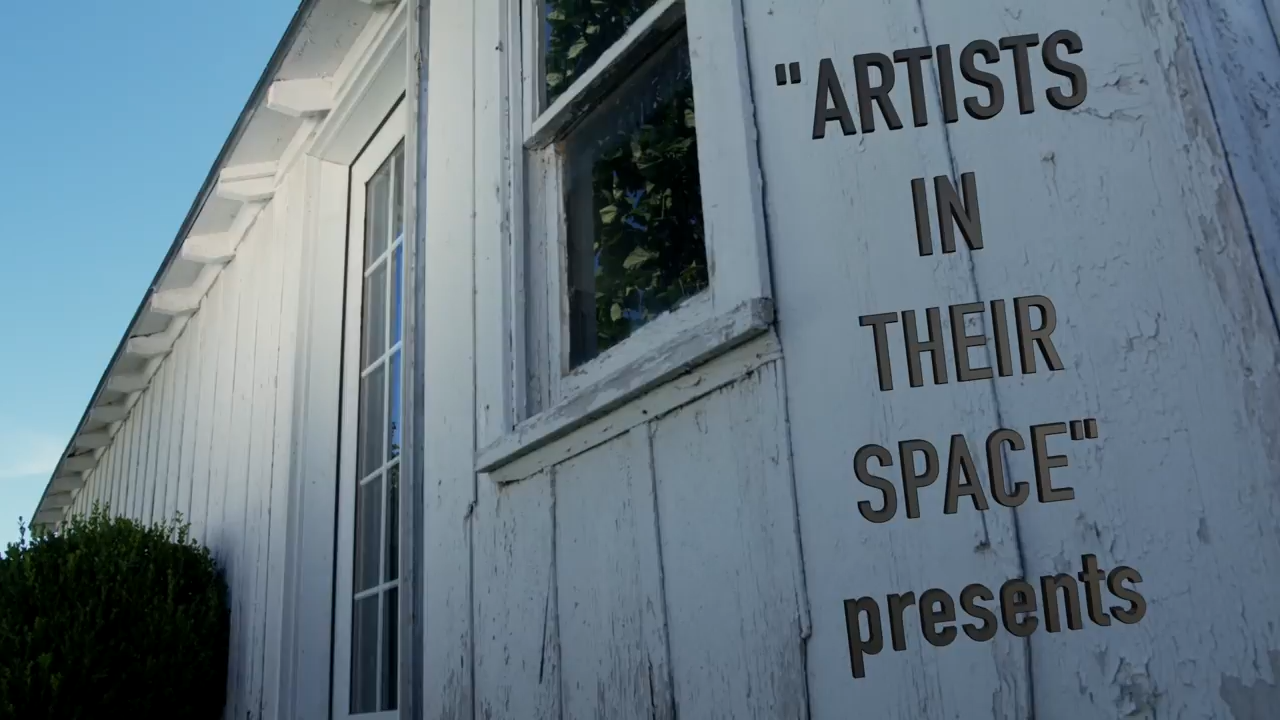 "ARTISTS
IN
THEIR
SPACE"
presents